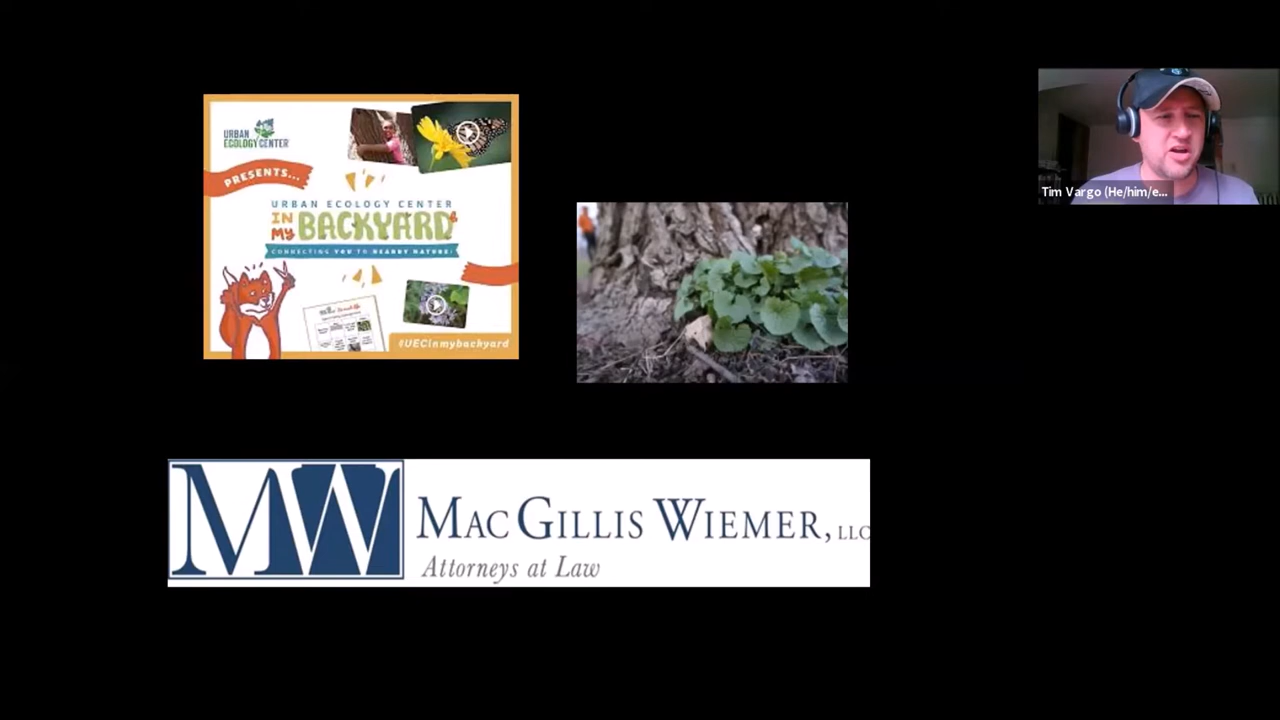 URBAN
ECOLOGY CENTER
PRESENTS...
URBAN ECOLOGY CENTER
IN
MY BACKYARD
CONNECTING YOU TO NEARBY NATURE!
#UECinmybackyard
Tim Vargo (He/him/e...
MW
MACGILLIS WIEMER, LLC
Attorneys at Law